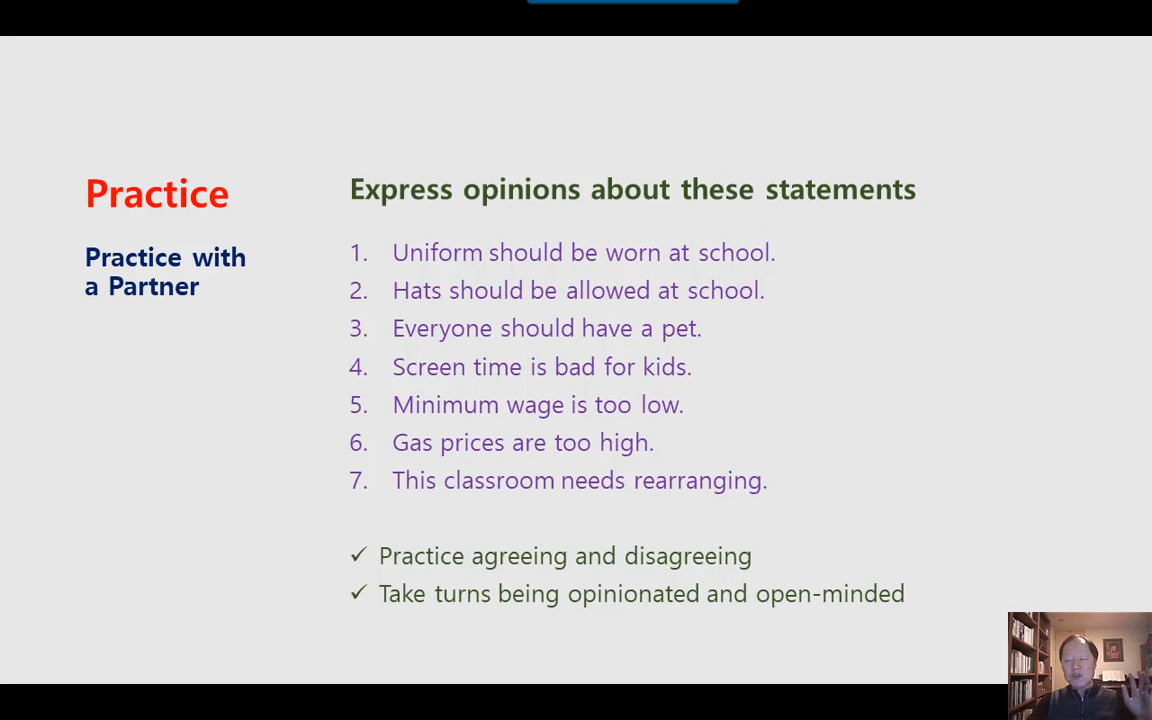 Practice
Practice with
a Partner
Express opinions about these statements
1. Uniform should be worn at school.
2. Hats should be allowed at school.
3. Everyone should have a pet.
4. Screen time is bad for kids.
5. Minimum wage is too low.
6. Gas prices are too high.
7. This classroom needs rearranging.
✓ Practice agreeing and disagreeing
✓ Take turns being opinionated and open-minded